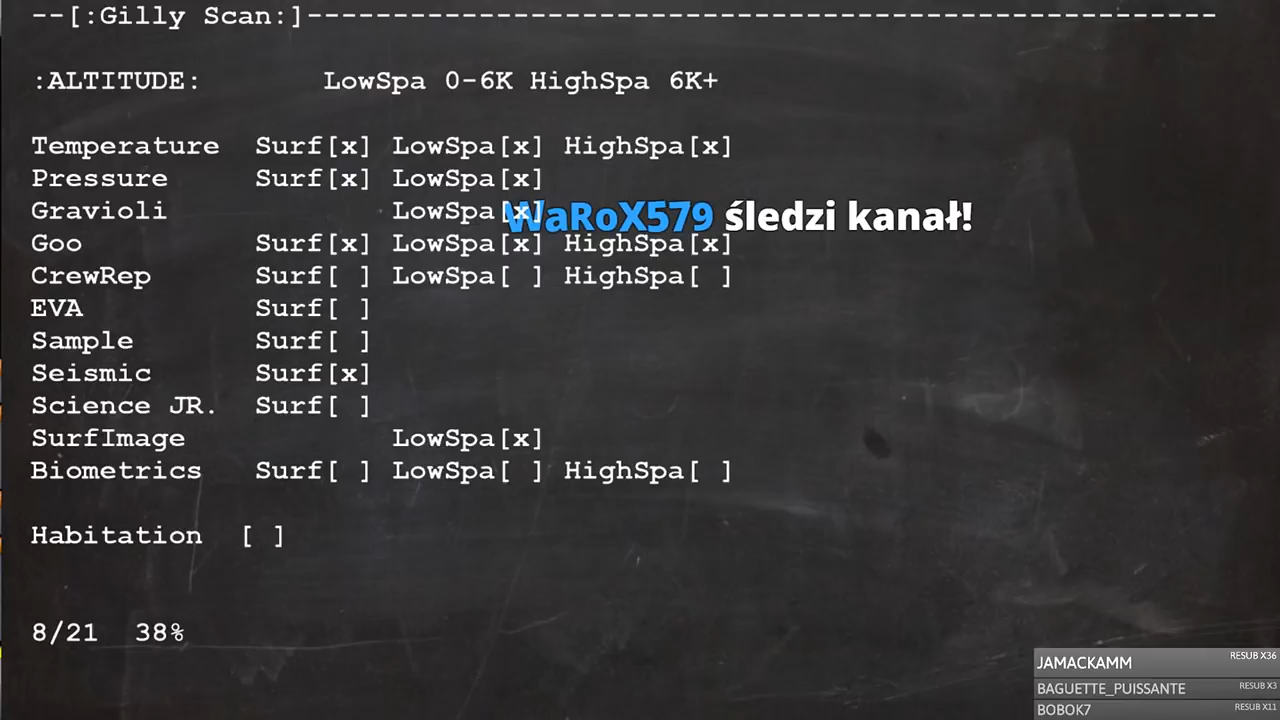 --[:Gilly Scan:]-----------------------------------------------------
:ALTITUDE: LowSpa 0-6K HighSpa 6K+
Temperature Surf[x] LowSpa[x] HighSpa[x]
Pressure Surf[x] LowSpa[x]
Gravioli LowSpa[x]
WaRoX579 śledzi kanał!
Goo Surf[x] LowSpa[x] HighSpa[x]
CrewRep Surf[ ] LowSpa[ ] HighSpa[ ]
EVA Surf[ ]
Sample Surf[ ]
Seismic Surf[x]
Science JR. Surf[ ]
SurfImage LowSpa[x]
Biometrics Surf[ ] LowSpa[ ] HighSpa[ ]
Habitation [ ]
8/21 38%
JAMACKAMM RESUB X36
BAGUETTE_PUISSANTE RESUB X3
BOBOK7 RESUB X11